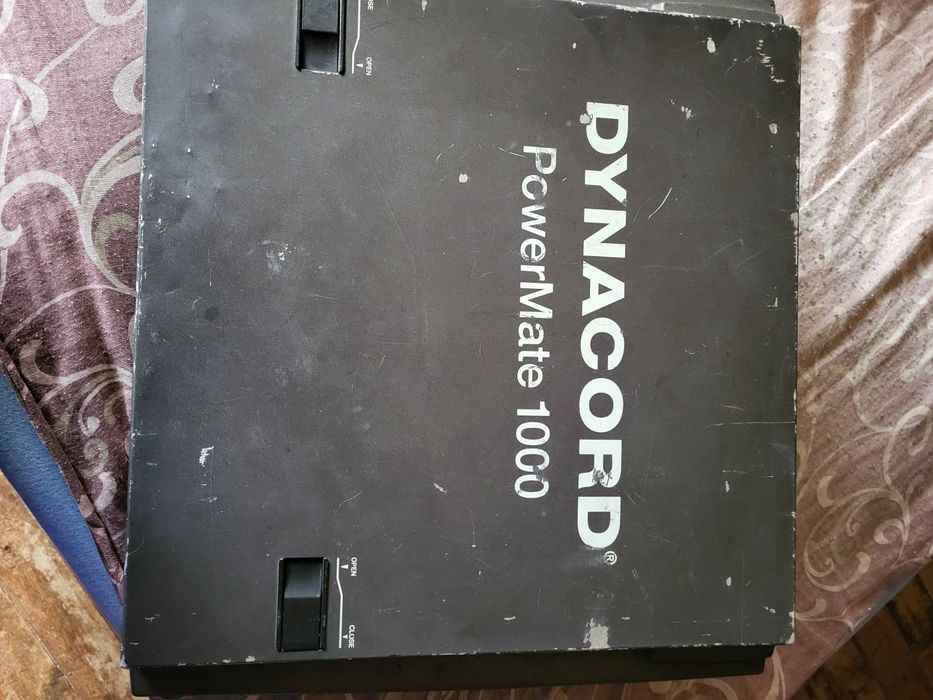 DYNACORD®
PowerMate 1000
OPEN
CLOSE
OPEN